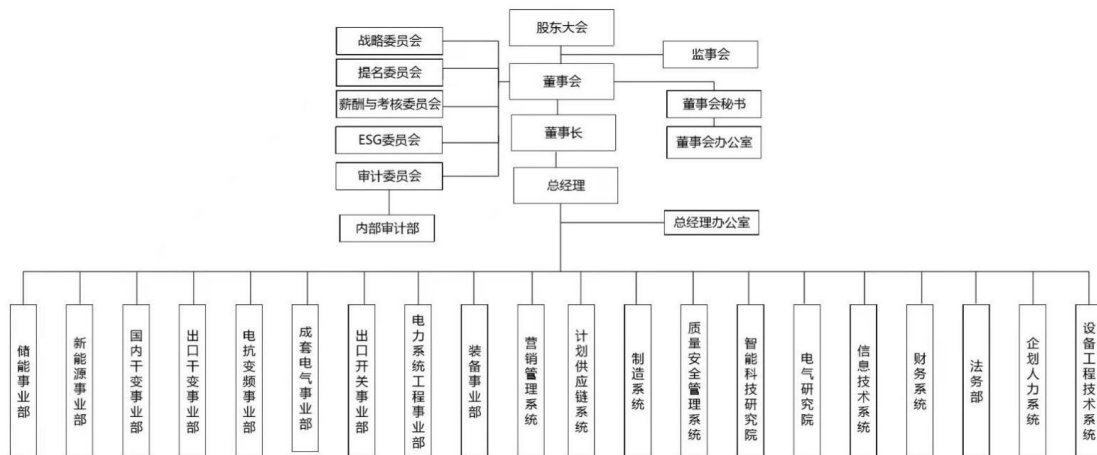 股东大会
战略委员会
监事会
提名委员会
董事会
薪酬与考核委员会
董事会秘书
ESG委员会
董事长
董事会办公室
审计委员会
总经理
内部审计部
总经理办公室
储能事业部
新能源事业部
国内干变事业部
出口干变事业部
电抗变频事业部
成套电气事业部
出口开关事业部
电力系统工程事业部
装备事业部
营销管理系统
计划供应链系统
制造系统
质量安全管理系统
智能科技研究院
电气研究院
信息技术系统
财务系统
法务部
企划人力系统
设备工程技术系统